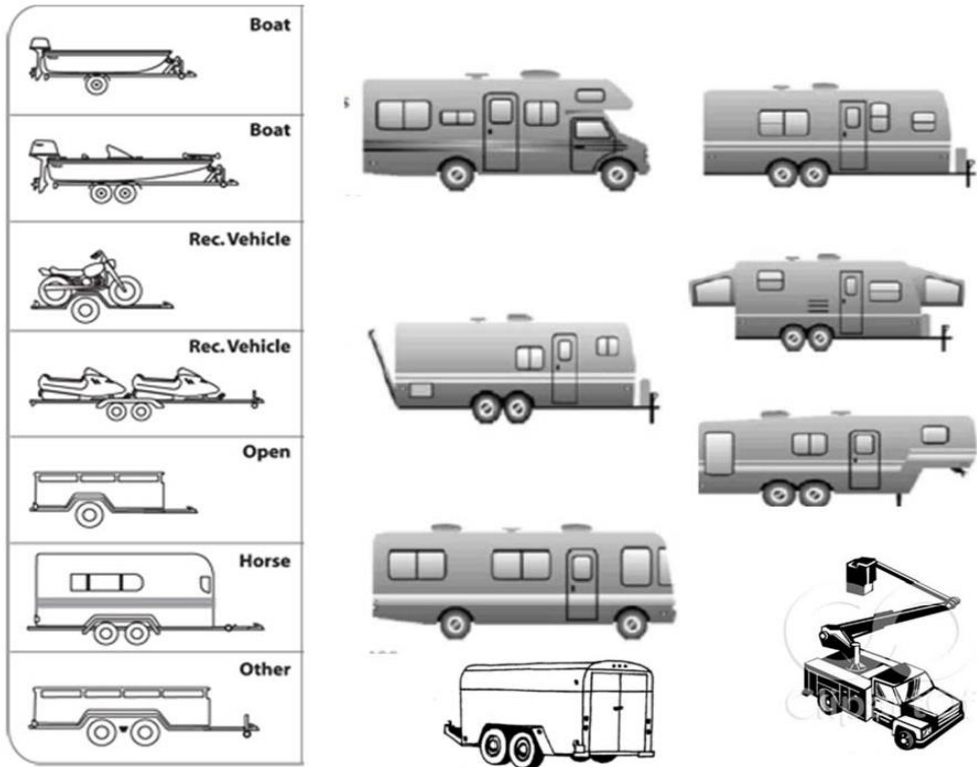 Boat
Boat
Rec. Vehicle
Rec. Vehicle
Open
Horse
Other
s